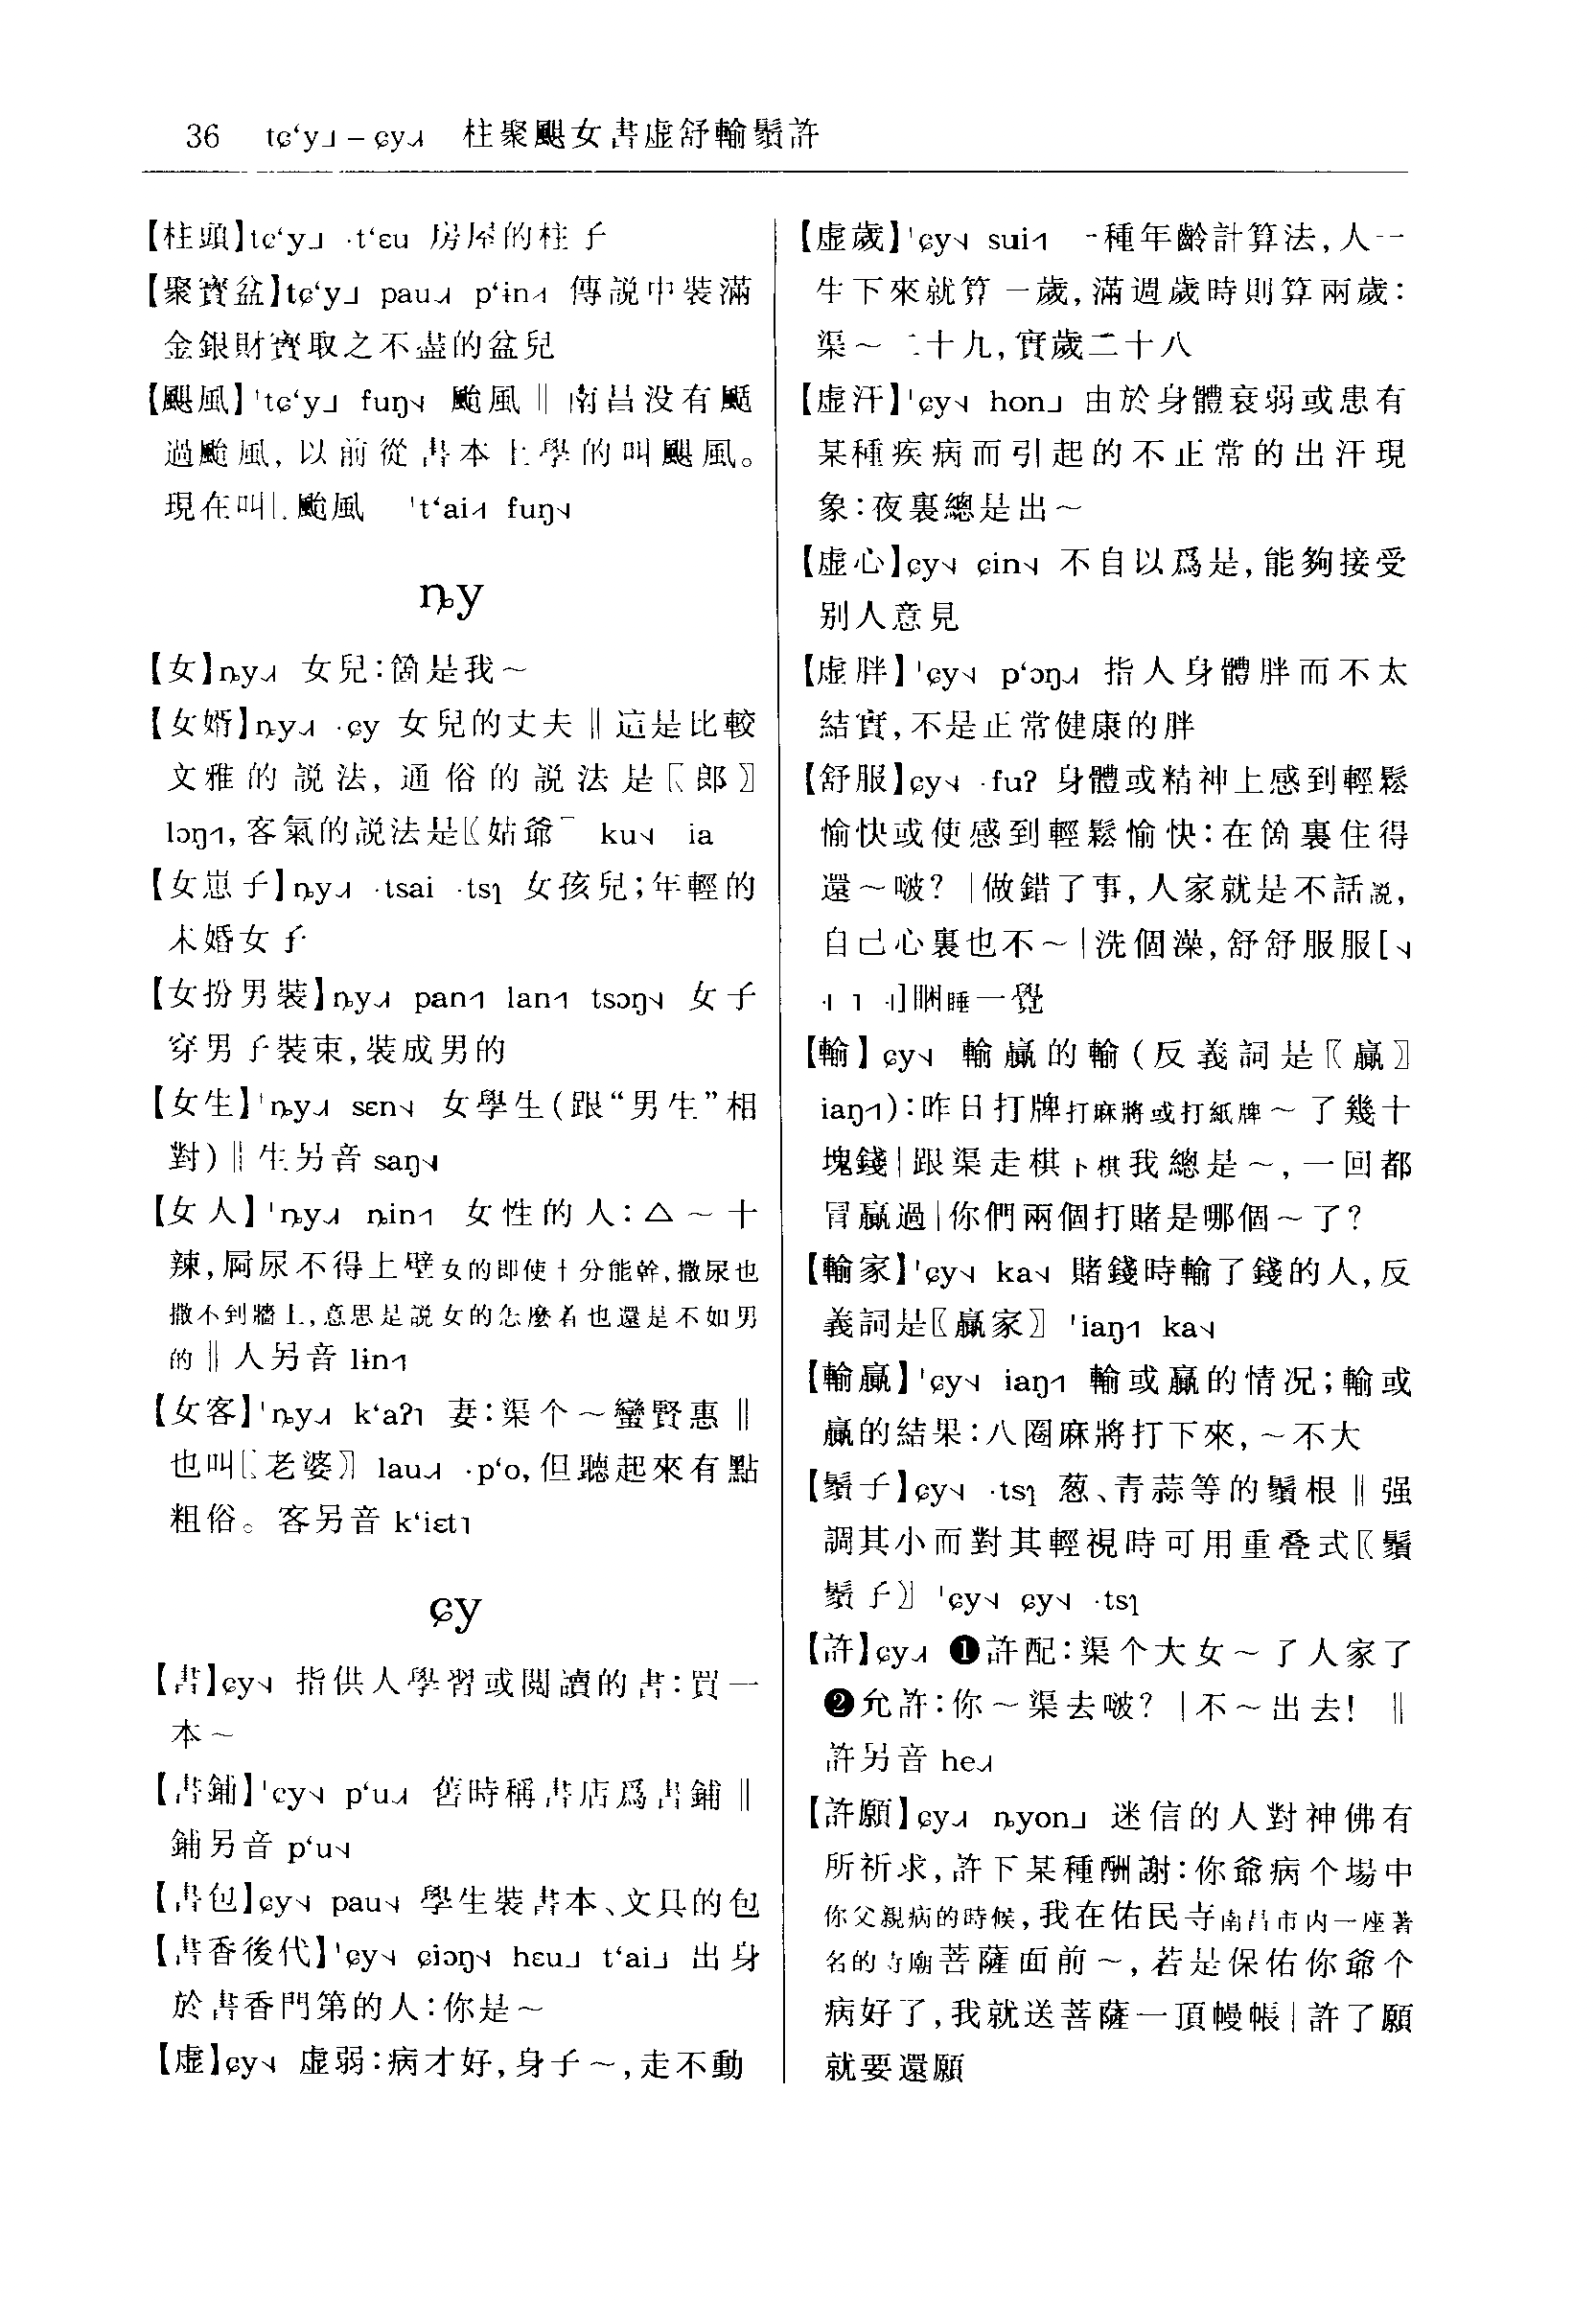 36 tɕ‘y˩ – ɕy˨˩˧ 柱聚颶女書虛舒輸鬚許
【柱頭】tɕ‘y˩ ·t‘ɛu 房屋的柱子
【聚寶盆】tɕ‘y˩ pau˨˩˧ p‘ɨn˨˦ 傳説中裝滿
金銀財寶取之不盡的盆兒
【颶風】ˈtɕ‘y˩ fuŋ˦˨ 颱風‖南昌没有颳
過颱風, 以前從書本上學的叫颶風。
現在叫〖颱風〗 ˈt‘ai˨˦ fuŋ˦˨
ȵy
【女】ȵy˨˩˧ 女兒:箇是我~
【女婿】ȵy˨˩˧ ·ɕy 女兒的丈夫‖這是比較
文雅的説法, 通俗的説法是〖郎〗
lɔŋ˦˥, 客氣的説法是〖姑爺〗 ku˦˨ ia
【女崽子】ȵy˨˩˧ ·tsai ·tsɿ 女孩兒;年輕的
未婚女子
【女扮男裝】ȵy˨˩˧ pan˦˥ lan˦˥ tsɔŋ˦˨ 女子
穿男子裝束,裝成男的
【女生】ˈȵy˨˩˧ sɛn˦˨ 女學生(跟“男生”相
對)‖生另音 saŋ˦˨
【女人】ˈȵy˨˩˧ ȵin˦˥ 女性的人:△~十
辣,屙尿不得上壁女的即使十分能幹,撒尿也
撒不到牆上,意思是説女的怎麼着也還是不如男
的‖人另音 lin˦˥
【女客】ˈȵy˨˩˧ k‘aʔ˥ 妻:渠个~蠻賢惠‖
也叫〖老婆〗 lau˨˩˧ ·p‘o, 但聽起來有點
粗俗。客另音 k‘iɛt˥
ɕy
【書】ɕy˦˨ 指供人學習或閲讀的書:買一
本~
【書鋪】ˈɕy˦˨ p‘u˨˩˧ 舊時稱書店爲書鋪‖
鋪另音 p‘u˦˨
【書包】ɕy˦˨ pau˦˨ 學生裝書本、文具的包
【書香後代】ˈɕy˦˨ ɕiɔŋ˦˨ hɛu˩ t‘ai˩ 出身
於書香門第的人:你是~
【虛】ɕy˦˨ 虛弱:病才好,身子~,走不動
【虛歲】ˈɕy˦˨ sui˦˥ 一種年齡計算法,人一
生下來就算一歲,滿週歲時則算兩歲:
渠~二十九,實歲二十八
【虛汗】ˈɕy˦˨ hon˩ 由於身體衰弱或患有
某種疾病而引起的不正常的出汗現
象:夜裏總是出~
【虛心】ɕy˦˨ ɕin˦˨ 不自以爲是,能夠接受
别人意見
【虛胖】ˈɕy˦˨ p‘ɔŋ˨˩˧ 指人身體胖而不太
結實,不是正常健康的胖
【舒服】ɕy˦˨ ·fuʔ 身體或精神上感到輕鬆
愉快或使感到輕鬆愉快:在箇裏住得
還~啵? |做錯了事,人家就是不話説,
自己心裏也不~|洗個澡,舒舒服服[˦˨
˧ ˥ ˧]睏睡一覺
【輸】ɕy˦˨ 輸贏的輸(反義詞是〖贏〗
iaŋ˦˥):昨日打牌打麻將或打紙牌~了幾十
塊錢|跟渠走棋下棋我總是~, 一回都
冒贏過|你們兩個打賭是哪個~了?
【輸家】ˈɕy˦˨ ka˦˨ 賭錢時輸了錢的人,反
義詞是〖贏家〗 ˈiaŋ˦˥ ka˦˨
【輸贏】ˈɕy˦˨ iaŋ˦˥ 輸或贏的情況;輸或
贏的結果:八圈麻將打下來, ~不大
【鬚子】ɕy˦˨ ·tsɿ 葱、青蒜等的鬚根‖强
調其小而對其輕視時可用重叠式〖鬚
鬚子〗 ˈɕy˦˨ ɕy˦˨ ·tsɿ
【許】ɕy˨˩˧ ❶許配:渠个大女~了人家了
❷允許:你~渠去啵? |不~出去! ‖
許另音 he˨˩˧
【許願】ɕy˨˩˧ ȵyon˩ 迷信的人對神佛有
所祈求,許下某種酬謝:你爺病个場中
你父親病的時候,我在佑民寺南昌市内一座著
名的寺廟菩薩面前~, 若是保佑你爺个
病好了,我就送菩薩一頂幔帳|許了願
就要還願